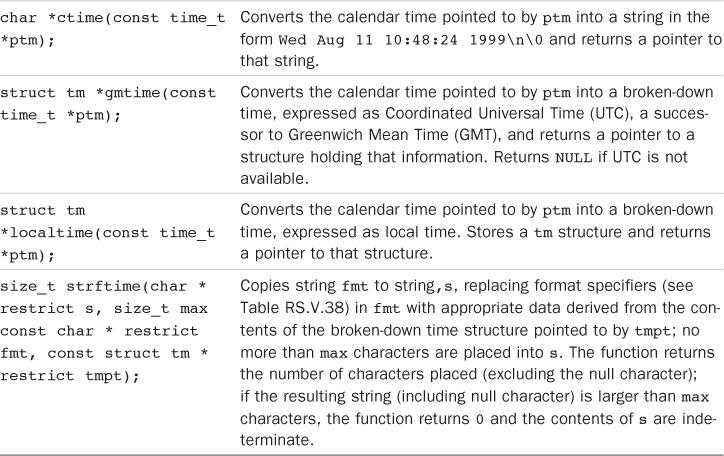 char *ctime(const time_t
*ptm);
Converts the calendar time pointed to by ptm into a string in the
form Wed Aug 11 10:48:24 1999\n\0 and returns a pointer to
that string.
struct tm *gmtime(const
time_t *ptm);
Converts the calendar time pointed to by ptm into a broken-down
time, expressed as Coordinated Universal Time (UTC), a succes-
sor to Greenwich Mean Time (GMT), and returns a pointer to a
structure holding that information. Returns NULL if UTC is not
available.
struct tm
*localtime(const time_t
*ptm);
Converts the calendar time pointed to by ptm into a broken-down
time, expressed as local time. Stores a tm structure and returns
a pointer to that structure.
size_t strftime(char *
restrict s, size_t max
const char * restrict
fmt, const struct tm *
restrict tmpt);
Copies string fmt to string,s, replacing format specifiers (see
Table RS.V.38) in fmt with appropriate data derived from the con-
tents of the broken-down time structure pointed to by tmpt; no
more than max characters are placed into s. The function returns
the number of characters placed (excluding the null character);
if the resulting string (including null character) is larger than max
characters, the function returns 0 and the contents of s are inde-
terminate.